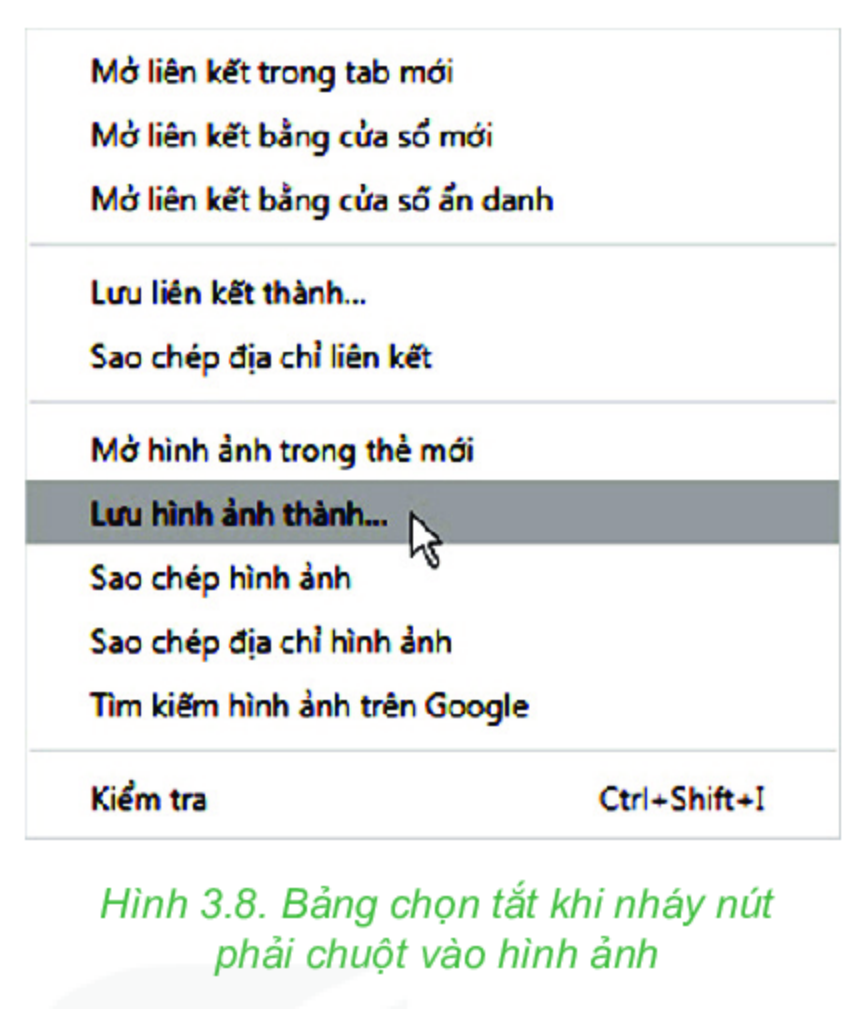 Mở liên kết trong tab mới
Mở liên kết bằng cửa sổ mới
Mở liên kết bằng cửa sổ ẩn danh
Lưu liên kết thành...
Sao chép địa chỉ liên kết
Mở hình ảnh trong thẻ mới
Lưu hình ảnh thành...
Sao chép hình ảnh
Sao chép địa chỉ hình ảnh
Tìm kiếm hình ảnh trên Google
Kiểm tra Ctrl+Shift+I
Hình 3.8. Bảng chọn tắt khi nháy nút
phải chuột vào hình ảnh